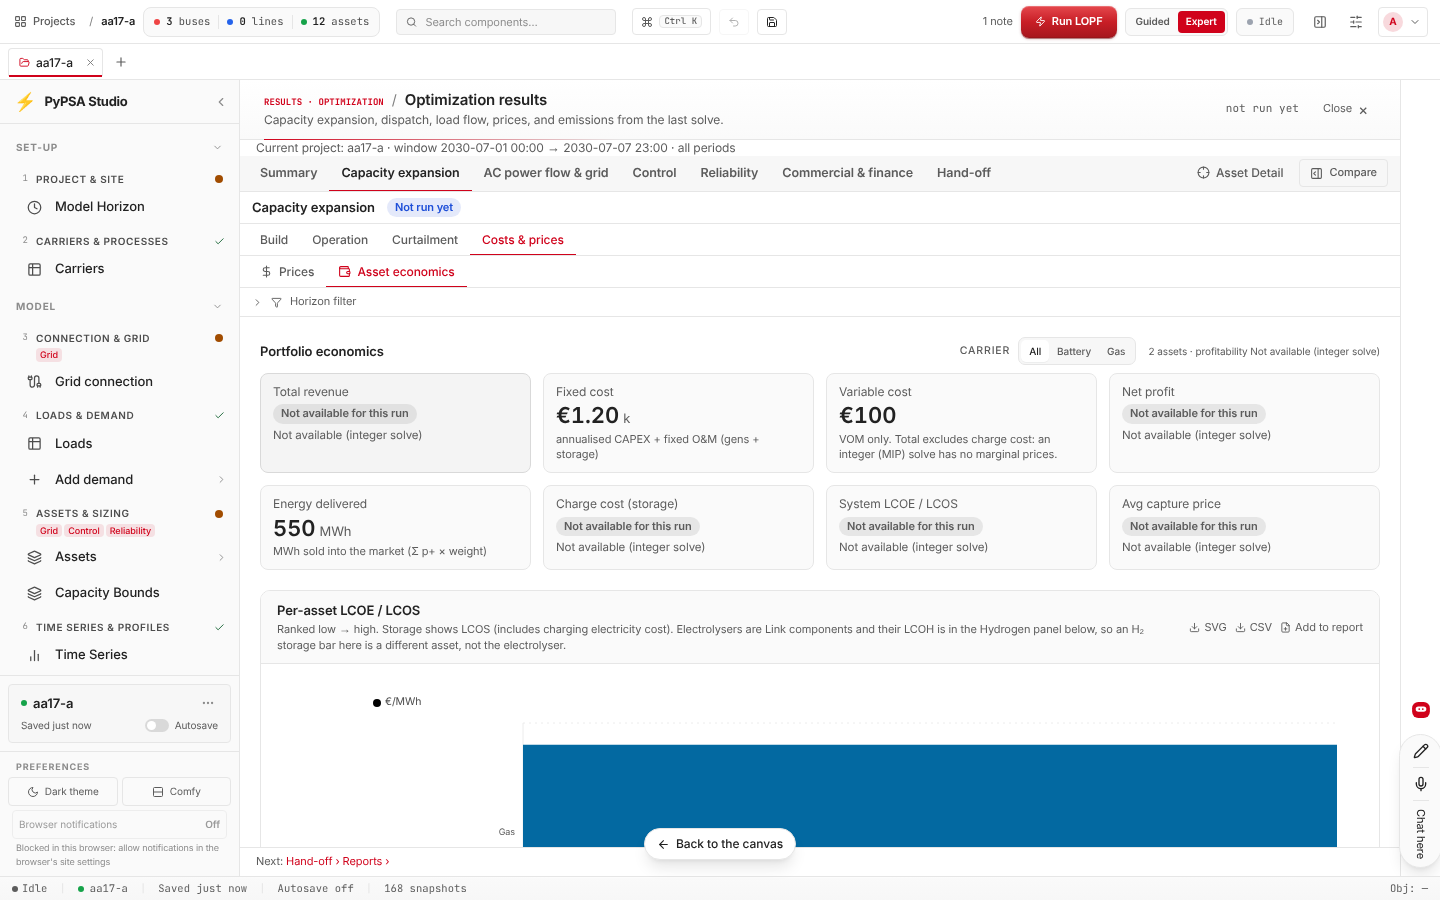 Projects / aa17-a 3 buses 0 lines 12 assets Search components... ⌘ Ctrl K 1 note Run LOPF Guided Expert Idle A
aa17-a × +
PyPSA Studio
SET-UP
1 PROJECT & SITE
Model Horizon
2 CARRIERS & PROCESSES
Carriers
MODEL
3 CONNECTION & GRID
Grid
Grid connection
4 LOADS & DEMAND
Loads
Add demand
5 ASSETS & SIZING
Grid Control Reliability
Assets
Capacity Bounds
6 TIME SERIES & PROFILES
Time Series
aa17-a ...
Saved just now Autosave
PREFERENCES
Dark theme Comfy
Browser notifications Off
Blocked in this browser: allow notifications in the
browser's site settings
RESULTS · OPTIMIZATION / Optimization results
Capacity expansion, dispatch, load flow, prices, and emissions from the last solve.
not run yet Close ×
Current project: aa17-a · window 2030-07-01 00:00 → 2030-07-07 23:00 · all periods
Summary Capacity expansion AC power flow & grid Control Reliability Commercial & finance Hand-off Asset Detail Compare
Capacity expansion Not run yet
Build Operation Curtailment Costs & prices
$ Prices Asset economics
Horizon filter
Portfolio economics CARRIER All Battery Gas 2 assets · profitability Not available (integer solve)
Total revenue
Not available for this run
Not available (integer solve)
Fixed cost
€1.20 k
annualised CAPEX + fixed O&M (gens +
storage)
Variable cost
€100
VOM only. Total excludes charge cost: an
integer (MIP) solve has no marginal prices.
Net profit
Not available for this run
Not available (integer solve)
Energy delivered
550 MWh
MWh sold into the market (Σ p+ × weight)
Charge cost (storage)
Not available for this run
Not available (integer solve)
System LCOE / LCOS
Not available for this run
Not available (integer solve)
Avg capture price
Not available for this run
Not available (integer solve)
Per-asset LCOE / LCOS
Ranked low → high. Storage shows LCOS (includes charging electricity cost). Electrolysers are Link components and their LCOH is in the Hydrogen panel below, so an H₂
storage bar here is a different asset, not the electrolyser.
SVG CSV Add to report
€/MWh
Gas
← Back to the canvas
Next: Hand-off › Reports ›
Chat here
Idle aa17-a Saved just now Autosave off 168 snapshots Obj: —